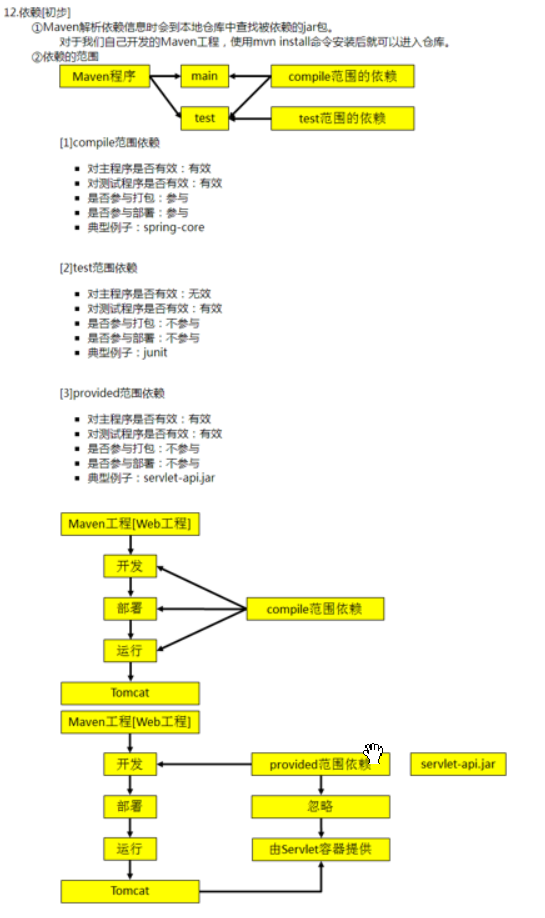 12.依赖[初步]
①Maven解析依赖信息时会到本地仓库中查找被依赖的jar包。
对于我们自己开发的Maven工程，使用mvn install命令安装后就可以进入仓库。
②依赖的范围
Maven程序
main
compile范围的依赖
test
test范围的依赖
[1]compile范围依赖
▪ 对主程序是否有效：有效
▪ 对测试程序是否有效：有效
▪ 是否参与打包：参与
▪ 是否参与部署：参与
▪ 典型例子：spring-core
[2]test范围依赖
▪ 对主程序是否有效：无效
▪ 对测试程序是否有效：有效
▪ 是否参与打包：不参与
▪ 是否参与部署：不参与
▪ 典型例子：junit
[3]provided范围依赖
▪ 对主程序是否有效：有效
▪ 对测试程序是否有效：有效
▪ 是否参与打包：不参与
▪ 是否参与部署：不参与
▪ 典型例子：servlet-api.jar
Maven工程[Web工程]
开发
部署
compile范围依赖
运行
Tomcat
Maven工程[Web工程]
开发
provided范围依赖
servlet-api.jar
部署
忽略
运行
由Servlet容器提供
Tomcat